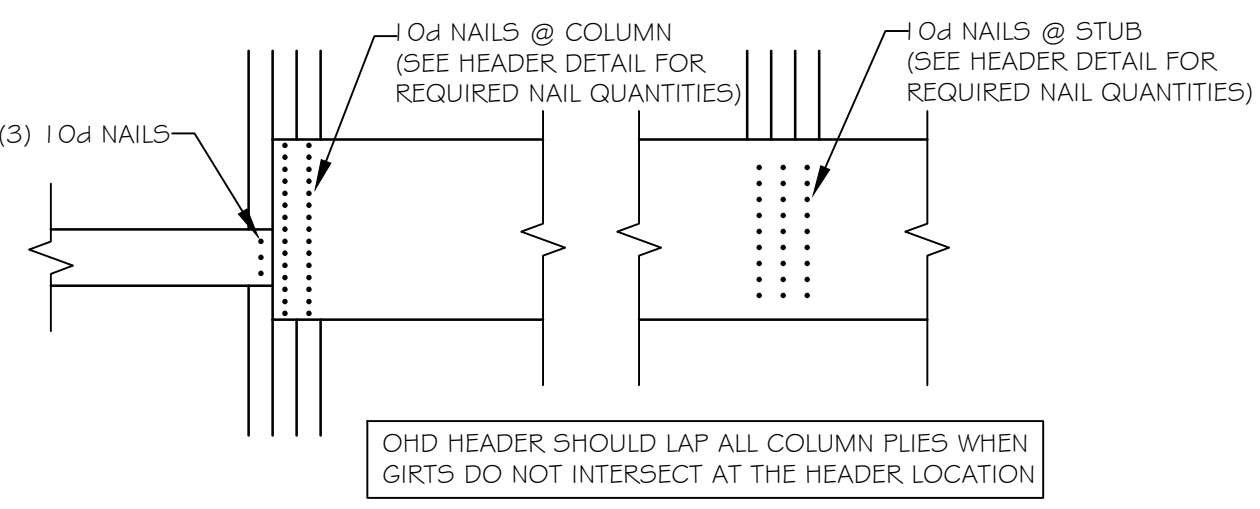 10d NAILS @ COLUMN
(SEE HEADER DETAIL FOR
REQUIRED NAIL QUANTITIES)
10d NAILS @ STUB
(SEE HEADER DETAIL FOR
REQUIRED NAIL QUANTITIES)
(3) 10d NAILS
OHD HEADER SHOULD LAP ALL COLUMN PLIES WHEN
GIRTS DO NOT INTERSECT AT THE HEADER LOCATION